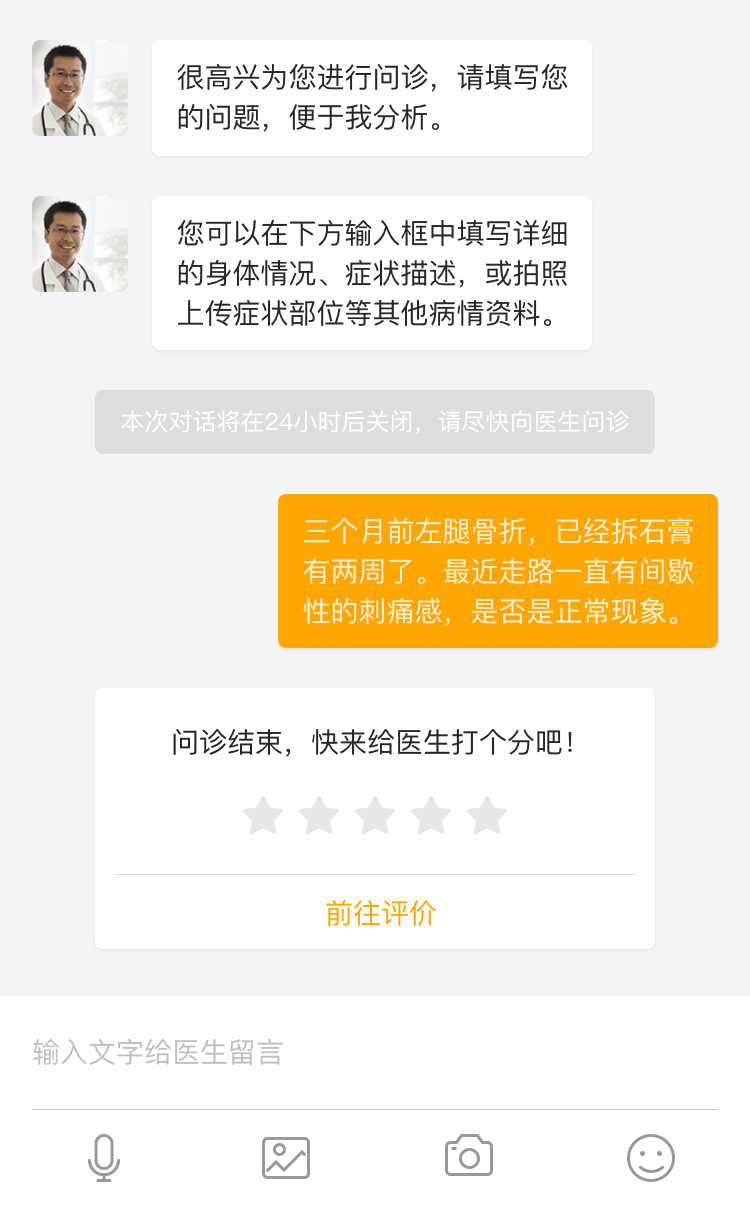 很高兴为您进行问诊，请填写您
的问题，便于我分析。
您可以在下方输入框中填写详细
的身体情况、症状描述，或拍照
上传症状部位等其他病情资料。
本次对话将在24小时后关闭，请尽快向医生问诊
三个月前左腿骨折，已经拆石膏
有两周了。最近走路一直有间歇
性的刺痛感，是否是正常现象。
问诊结束，快来给医生打个分吧！
前往评价
输入文字给医生留言